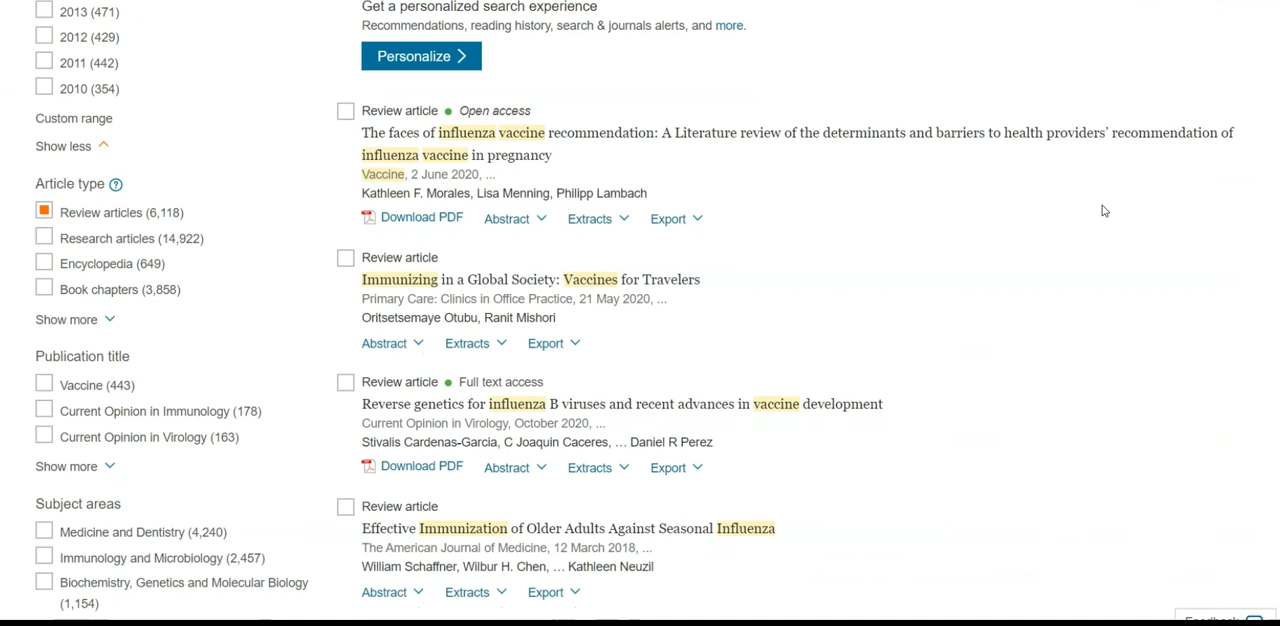 2013 (471)
2012 (429)
2011 (442)
2010 (354)
Custom range
Show less
Article type ?
Review articles (6,118)
Research articles (14,922)
Encyclopedia (649)
Book chapters (3,858)
Show more
Publication title
Vaccine (443)
Current Opinion in Immunology (178)
Current Opinion in Virology (163)
Show more
Subject areas
Medicine and Dentistry (4,240)
Immunology and Microbiology (2,457)
Biochemistry, Genetics and Molecular Biology
(1,154)
Get a personalized search experience
Recommendations, reading history, search & journals alerts, and more.
Personalize
Review article • Open access
The faces of influenza vaccine recommendation: A Literature review of the determinants and barriers to health providers' recommendation of
influenza vaccine in pregnancy
Vaccine, 2 June 2020, ...
Kathleen F. Morales, Lisa Menning, Philipp Lambach
Download PDF Abstract Extracts Export
Review article
Immunizing in a Global Society: Vaccines for Travelers
Primary Care: Clinics in Office Practice, 21 May 2020, ...
Oritsetsemaye Otubu, Ranit Mishori
Abstract Extracts Export
Review article • Full text access
Reverse genetics for influenza B viruses and recent advances in vaccine development
Current Opinion in Virology, October 2020, ...
Stivalis Cardenas-Garcia, C Joaquin Caceres, ... Daniel R Perez
Download PDF Abstract Extracts Export
Review article
Effective Immunization of Older Adults Against Seasonal Influenza
The American Journal of Medicine, 12 March 2018, ...
William Schaffner, Wilbur H. Chen, ... Kathleen Neuzil
Abstract Extracts Export
Feedback